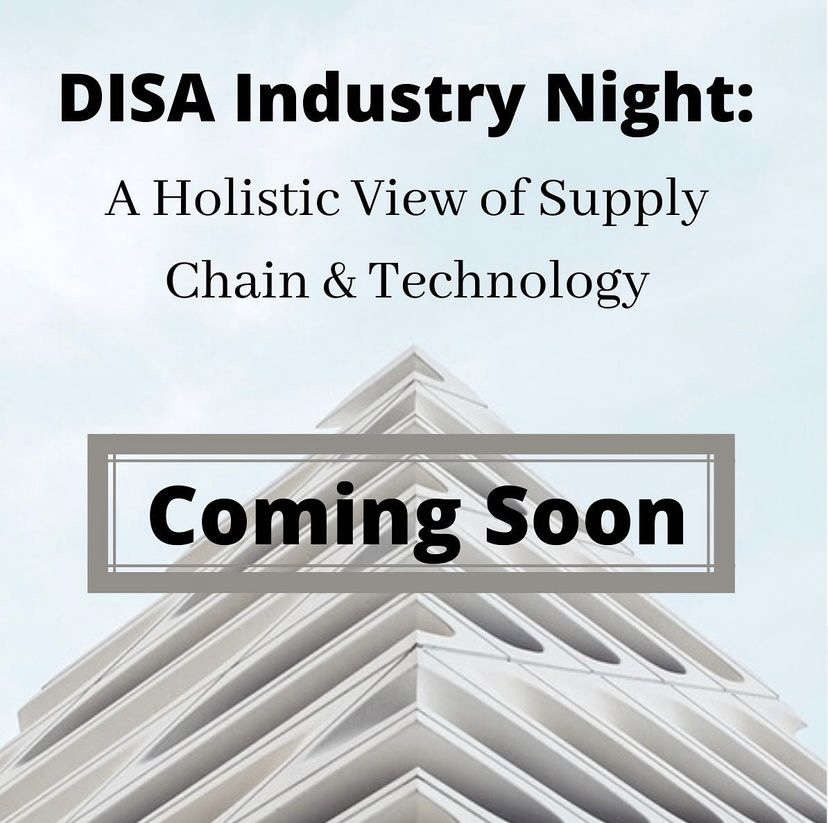 DISA Industry Night:
A Holistic View of Supply
Chain & Technology
Coming Soon